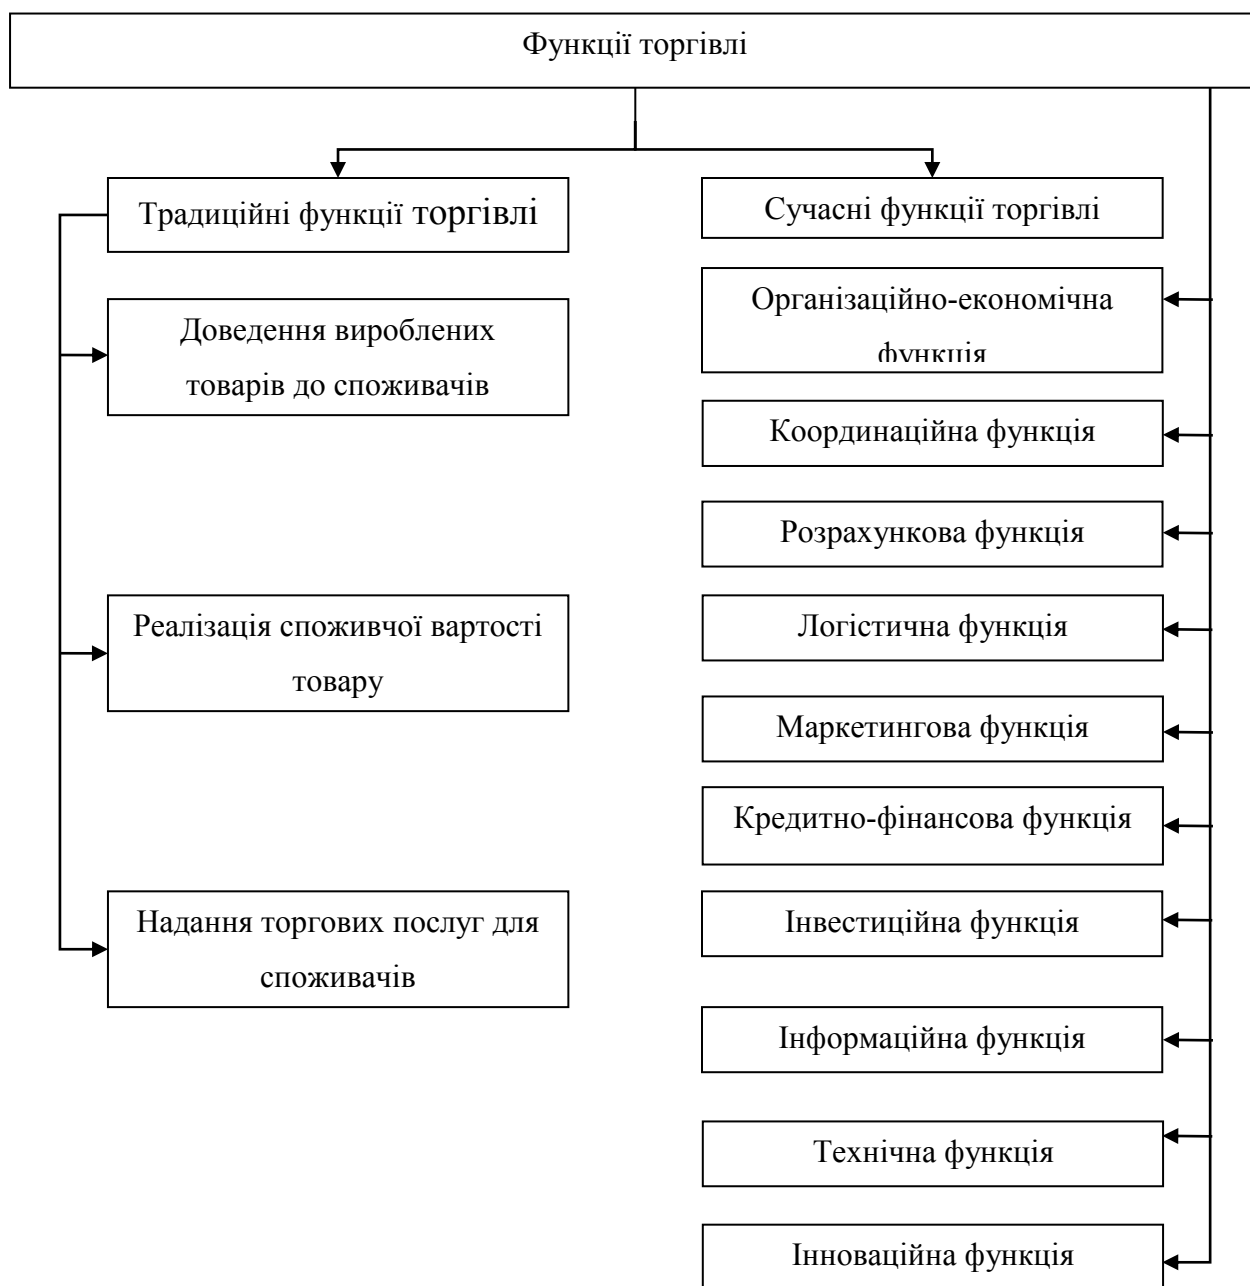 Функції торгівлі
Традиційні функції торгівлі
Доведення вироблених
товарів до споживачів
Реалізація споживчої вартості
товару
Надання торгових послуг для
споживачів
Сучасні функції торгівлі
Організаційно-економічна
функція
Координаційна функція
Розрахункова функція
Логістична функція
Маркетингова функція
Кредитно-фінансова функція
Інвестиційна функція
Інформаційна функція
Технічна функція
Інноваційна функція